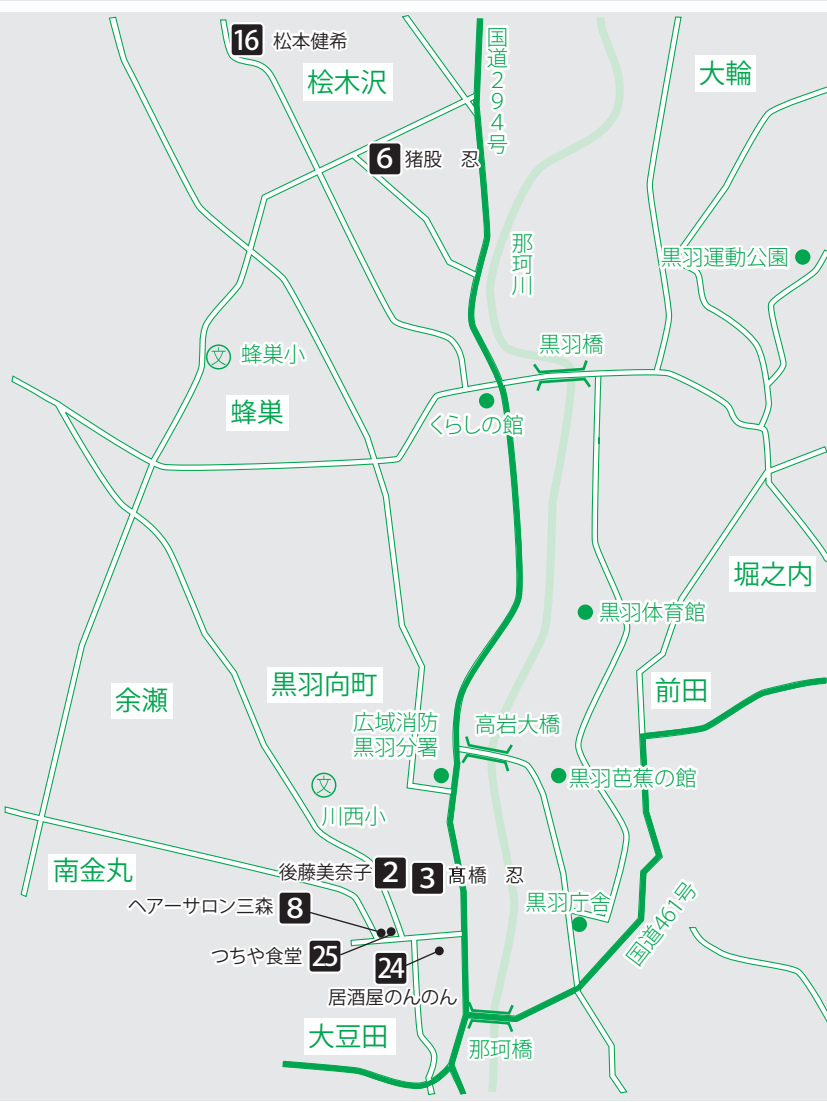 16 松本健希
桧木沢
国道294号
大輪
6 猪股　忍
那珂川
黒羽運動公園
黒羽橋
文 蜂巣小
蜂巣
くらしの館
堀之内
黒羽体育館
黒羽向町
余瀬
前田
広域消防
黒羽分署
高岩大橋
黒羽芭蕉の館
文
川西小
南金丸
後藤美奈子 2
3 髙橋　忍
ヘアーサロン三森 8
黒羽庁舎
国道461号
つちや食堂 25
24
居酒屋のんのん
大豆田
那珂橋